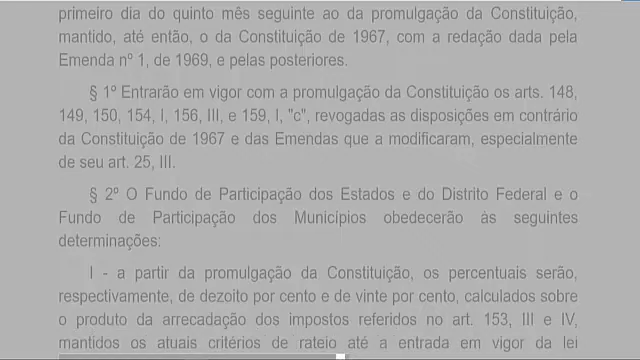 primeiro dia do quinto mês seguinte ao da promulgação da Constituição,
mantido, até então, o da Constituição de 1967, com a redação dada pela
Emenda nº 1, de 1969, e pelas posteriores.
§ 1º Entrarão em vigor com a promulgação da Constituição os arts. 148,
149, 150, 154, I, 156, III, e 159, I, "c", revogadas as disposições em contrário
da Constituição de 1967 e das Emendas que a modificaram, especialmente
de seu art. 25, III.
§ 2º O Fundo de Participação dos Estados e do Distrito Federal e o
Fundo de Participação dos Municípios obedecerão às seguintes
determinações:
I - a partir da promulgação da Constituição, os percentuais serão,
respectivamente, de dezoito por cento e de vinte por cento, calculados sobre
o produto da arrecadação dos impostos referidos no art. 153, III e IV,
mantidos os atuais critérios de rateio até a entrada em vigor da lei